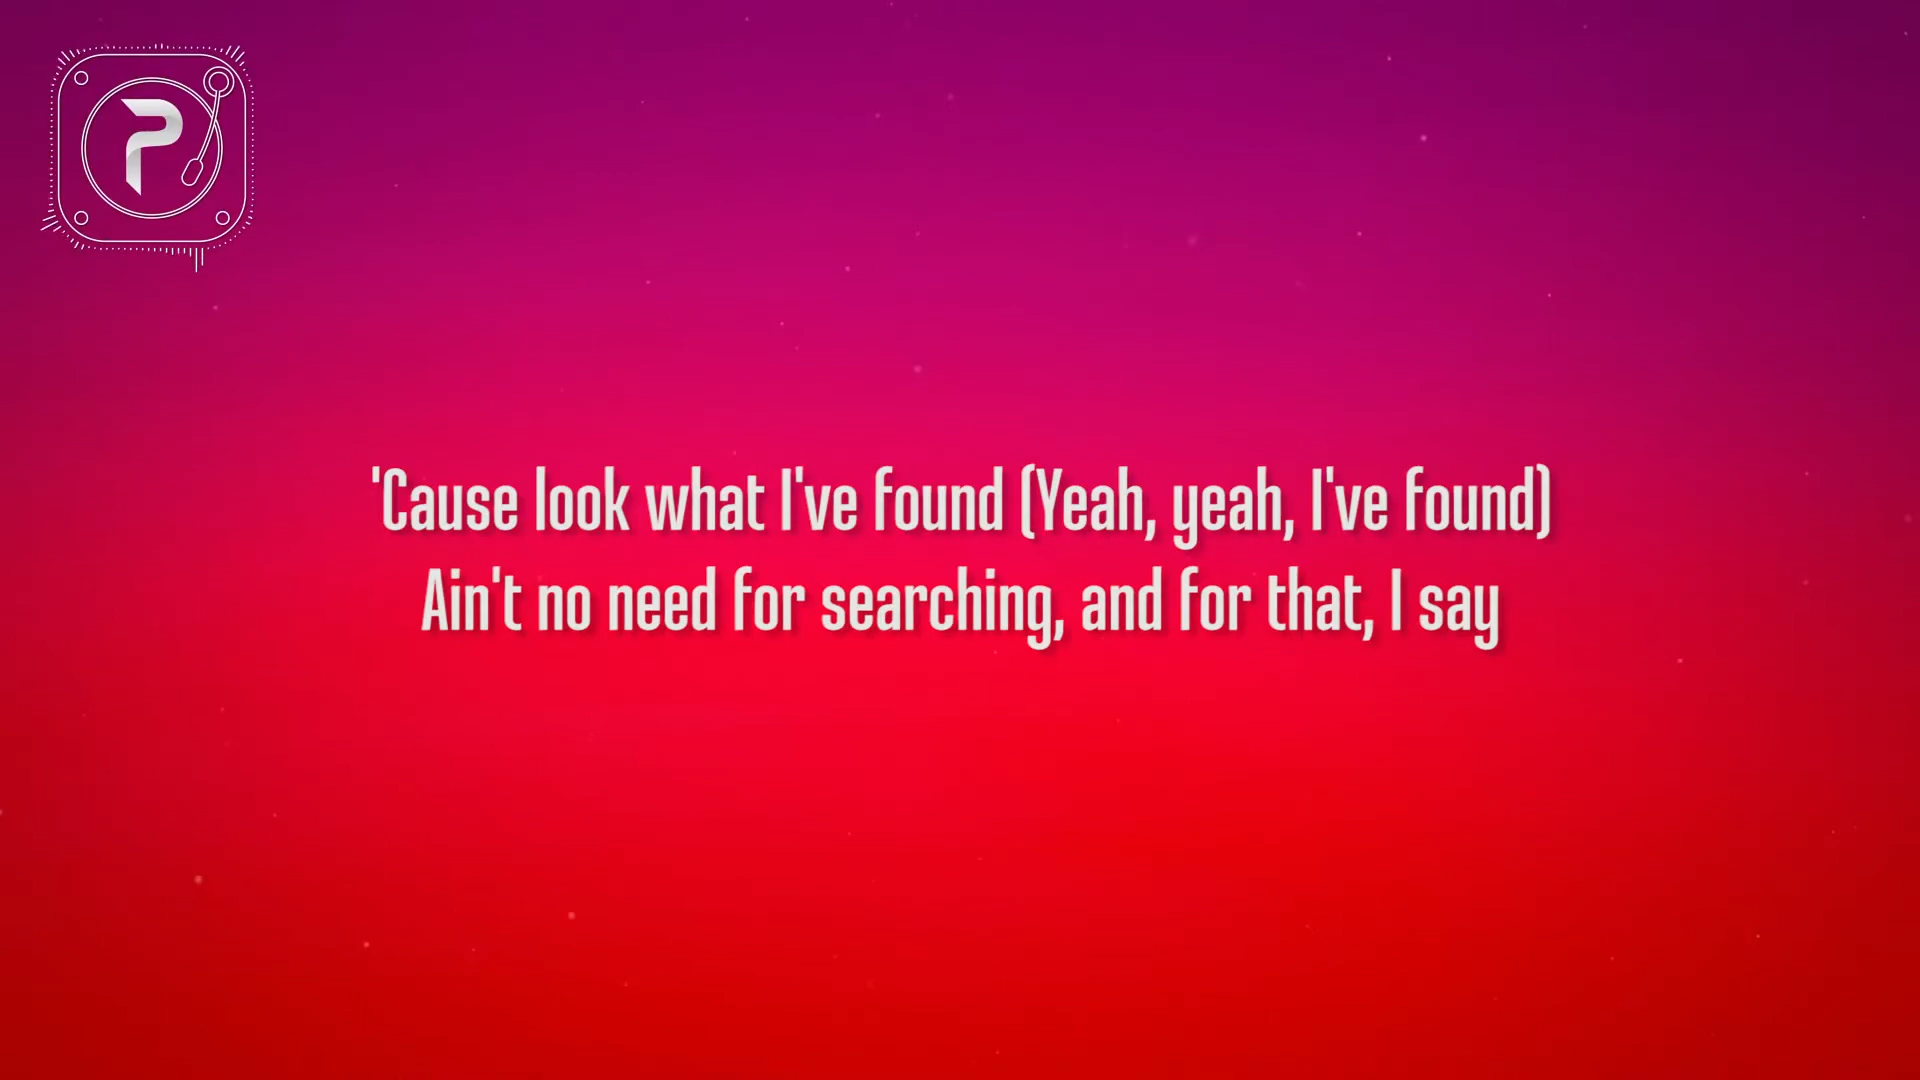 P
'Cause look what I've found (Yeah, yeah, I've found)
Ain't no need for searching, and for that, I say